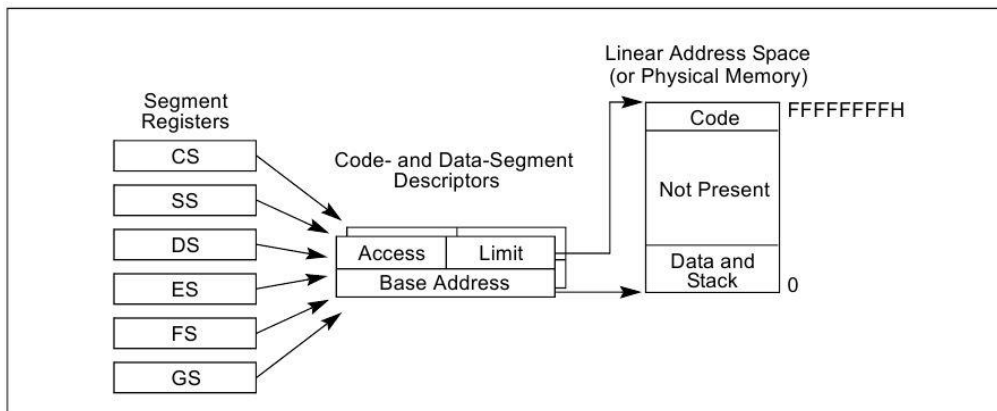 Linear Address Space
(or Physical Memory)
Segment
Registers
CS
SS
DS
ES
FS
GS
Code- and Data-Segment
Descriptors
Access
Limit
Base Address
Code
FFFFFFFFH
Not Present
Data and
Stack
0